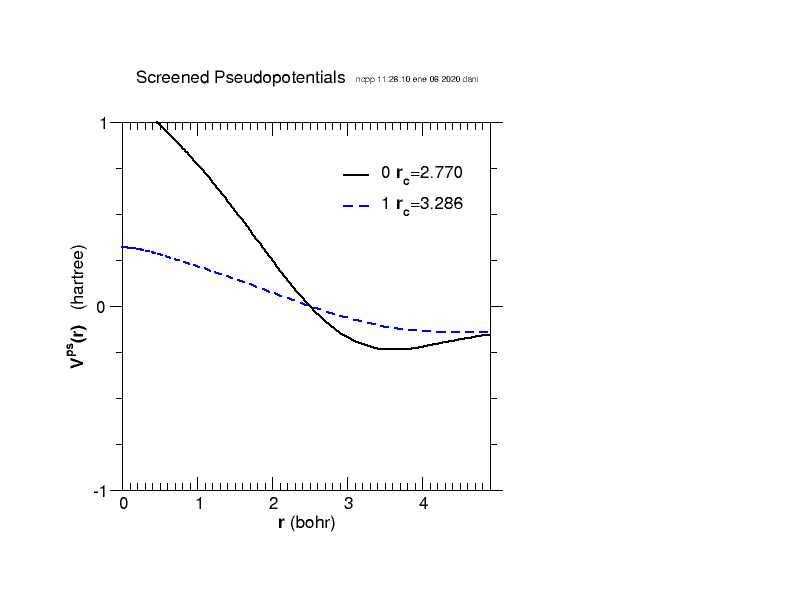 Screened Pseudopotentials ncpp 11:26:10 ene 06 2020 dani
1
0 rc=2.770
1 rc=3.286
Vps(r) (hartree)
0
-1
0 1 2 3 4
r (bohr)